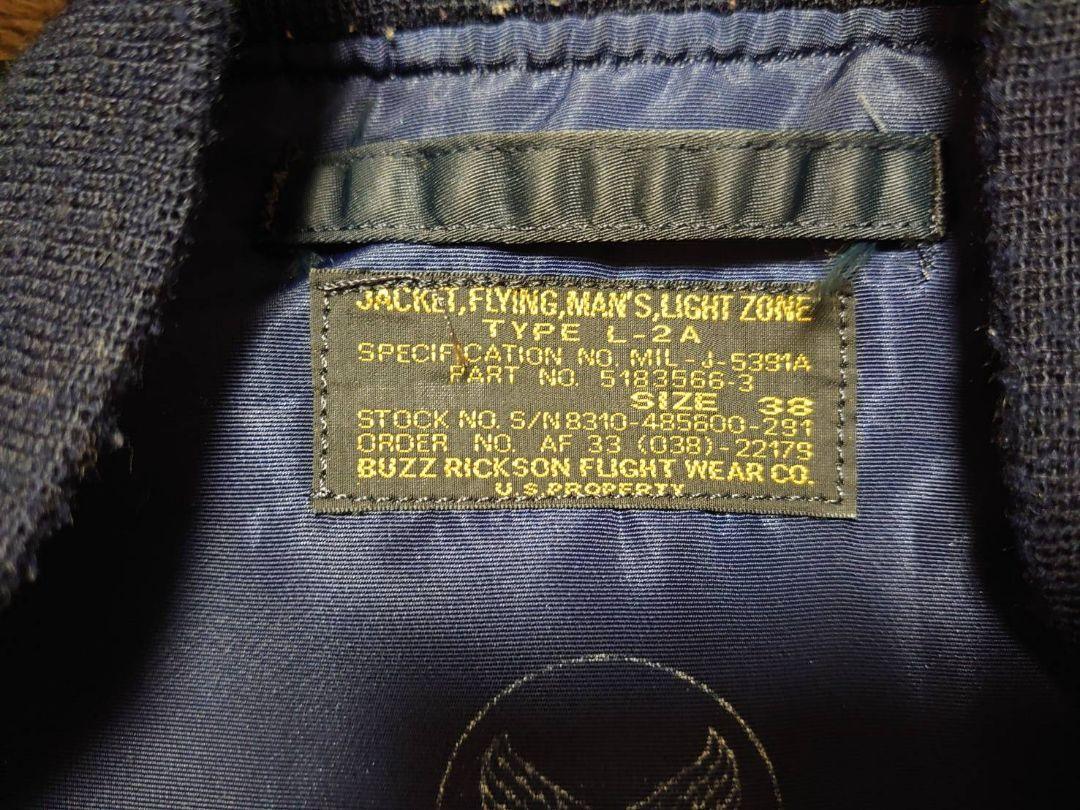 JACKET,FLYING,MAN'S,LIGHT ZONE
TYPE L-2A
SPECIFICATION NO. MIL-J-5391A
PART NO. 5183566-3
SIZE 38
STOCK NO. S/N8310-485800-291
ORDER NO. AF 33 (038)-22179
BUZZ RICKSON FLIGHT WEAR CO.
U.S.PROPERTY